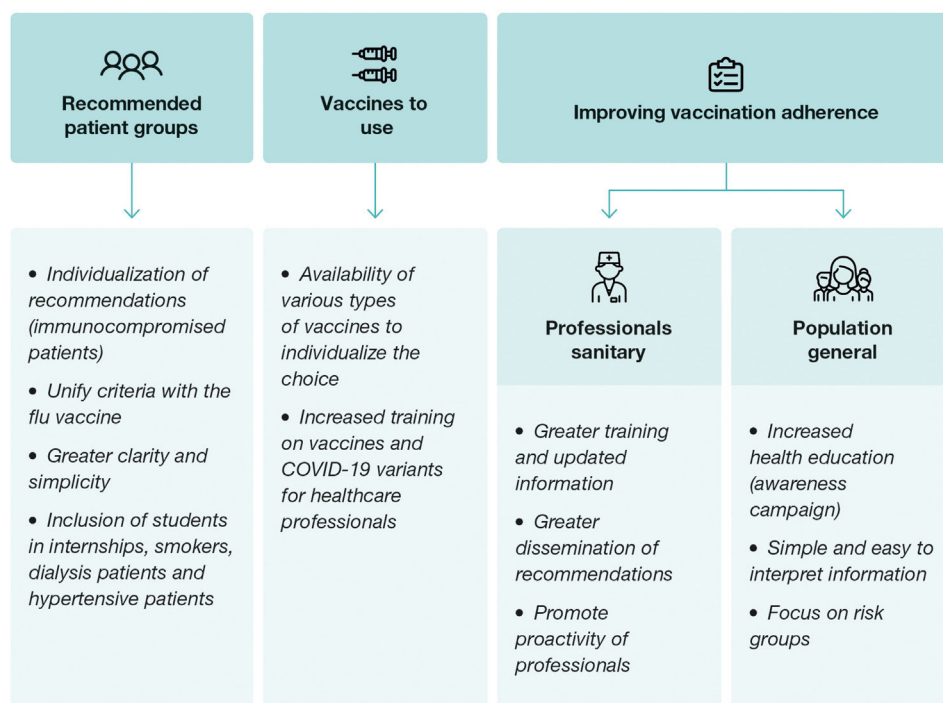 Recommended
patient groups
• Individualization of
recommendations
(immunocompromised
patients)
• Unify criteria with the
flu vaccine
• Greater clarity and
simplicity
• Inclusion of students
in internships, smokers,
dialysis patients and
hypertensive patients
Vaccines to
use
• Availability of
various types
of vaccines to
individualize the
choice
• Increased training
on vaccines and
COVID-19 variants
for healthcare
professionals
Improving vaccination adherence
Professionals
sanitary
• Greater training
and updated
information
• Greater
dissemination of
recommendations
• Promote
proactivity of
professionals
Population
general
• Increased
health education
(awareness
campaign)
• Simple and easy to
interpret information
• Focus on risk
groups